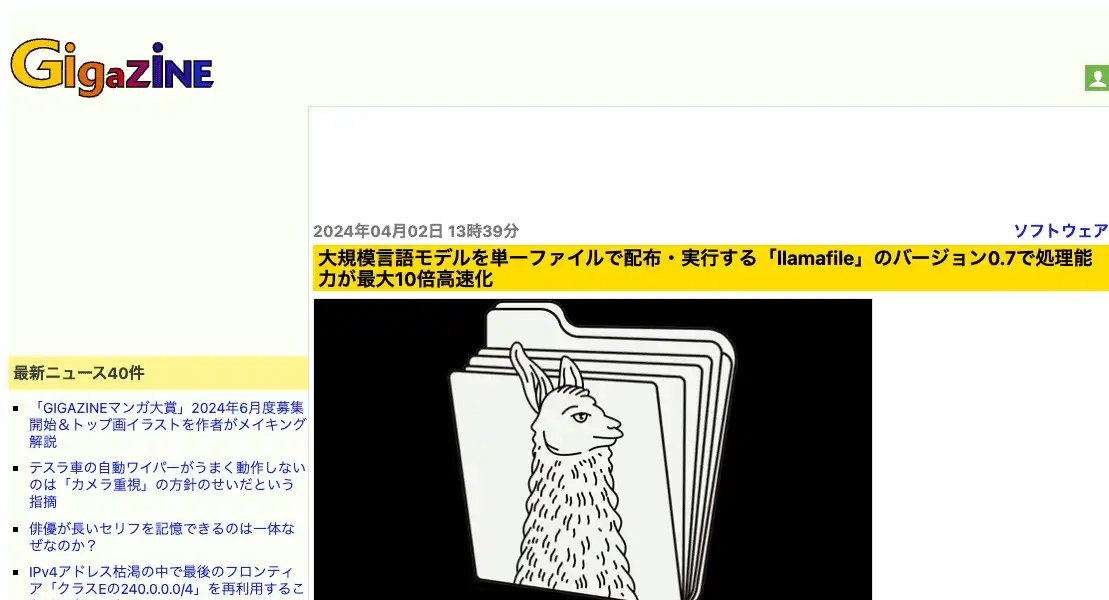 GIGAZINE
2024年04月02日 13時39分
ソフトウェア
大規模言語モデルを単一ファイルで配布・実行する「llamafile」のバージョン0.7で処理能
力が最大10倍高速化
最新ニュース40件
「GIGAZINEマンガ大賞」2024年6月度募集
開始＆トップ画イラストを作者がメイキング
解説
テスラ車の自動ワイパーがうまく動作しない
のは「カメラ重視」の方針のせいだという
指摘
俳優が長いセリフを記憶できるのは一体な
ぜなのか？
IPv4アドレス枯渇の中で最後のフロンティ
ア「クラスEの240.0.0.0/4」を再利用するこ